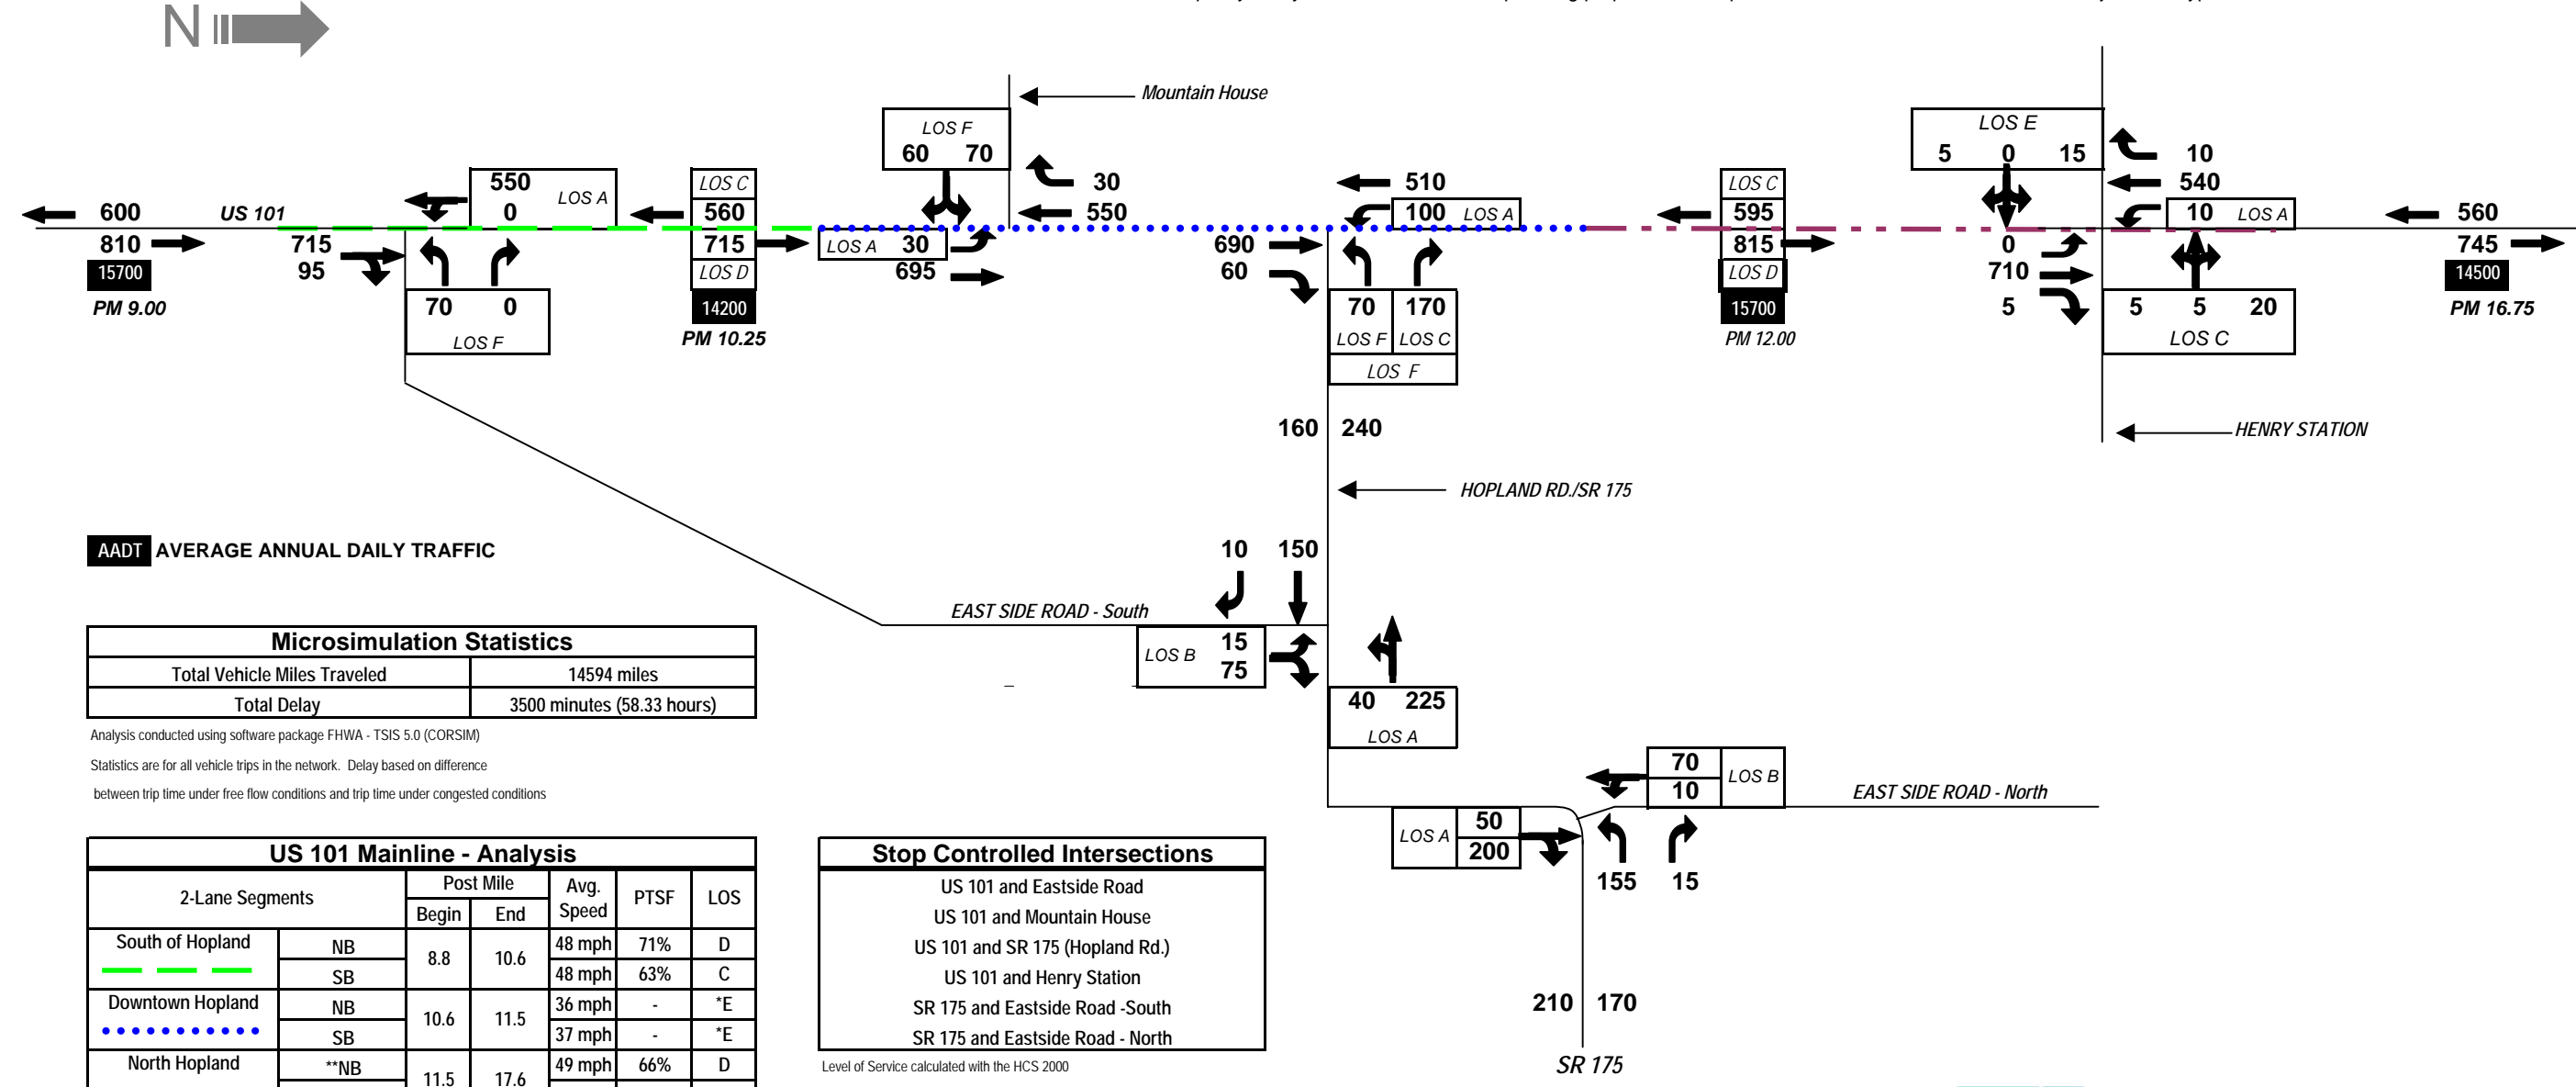 N
Mountain House
LOS F
60 70
LOS E
5 0 15
10
550 LOS A
0
LOS C
560
715
LOS D
30
550
510
100 LOS A
LOS C
595
815
LOS D
540
10 LOS A
600
US 101
560
810
715
95
LOS A 30
695
690
60
0
710
5
745
15700
14200
15700
14500
PM 9.00
PM 10.25
PM 12.00
PM 16.75
70 0
LOS F
70 170
LOS F LOS C
LOS F
5 5 20
LOS C
160 240
HENRY STATION
HOPLAND RD./SR 175
AADT AVERAGE ANNUAL DAILY TRAFFIC
10 150
EAST SIDE ROAD - South
LOS B 15
75
40 225
LOS A
Microsimulation Statistics
Total Vehicle Miles Traveled 14594 miles
Total Delay 3500 minutes (58.33 hours)
Analysis conducted using software package FHWA - TSIS 5.0 (CORSIM)
Statistics are for all vehicle trips in the network. Delay based on difference
between trip time under free flow conditions and trip time under congested conditions
70 LOS B
10
EAST SIDE ROAD - North
LOS A 50
200
155 15
210 170
SR 175
US 101 Mainline - Analysis
2-Lane Segments Post Mile Avg. Speed PTSF LOS
Begin End
South of Hopland NB 8.8 10.6 48 mph 71% D
SB 48 mph 63% C
Downtown Hopland NB 10.6 11.5 36 mph - *E
SB 37 mph - *E
North Hopland **NB 11.5 17.6 49 mph 66% D
Stop Controlled Intersections
US 101 and Eastside Road
US 101 and Mountain House
US 101 and SR 175 (Hopland Rd.)
US 101 and Henry Station
SR 175 and Eastside Road -South
SR 175 and Eastside Road - North
Level of Service calculated with the HCS 2000